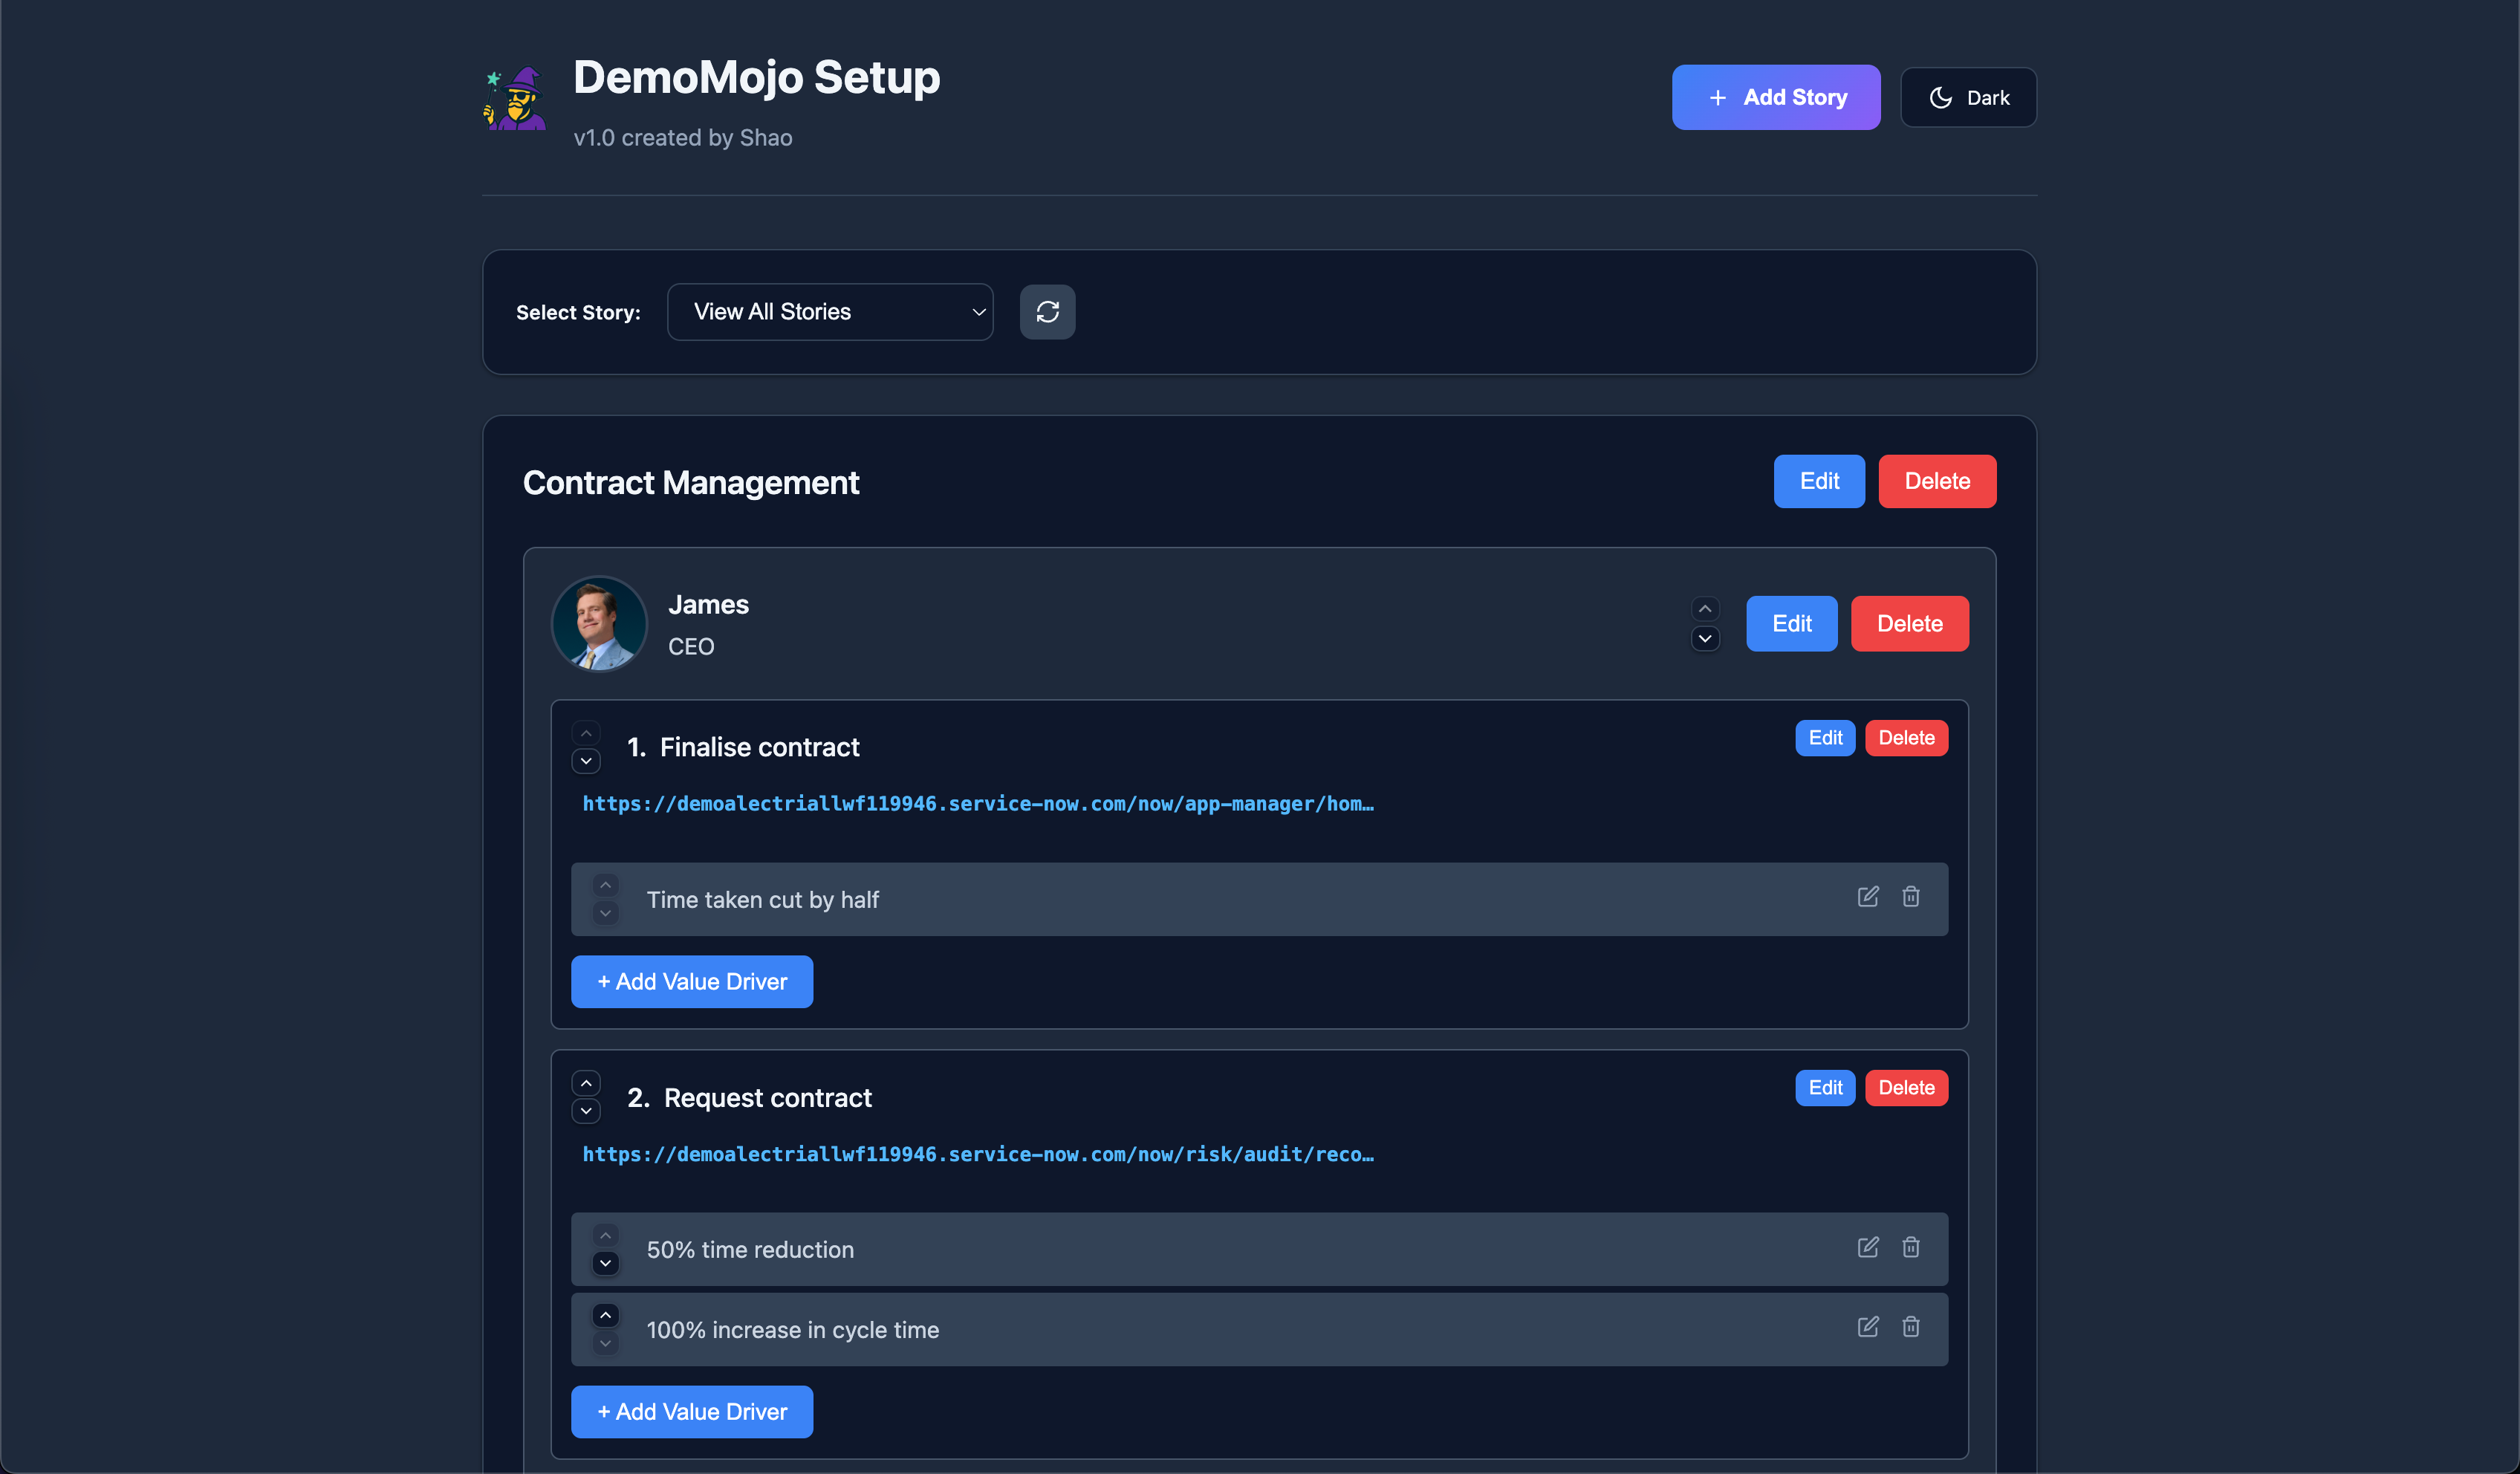 DemoMojo Setup
v1.0 created by Shao
+ Add Story
Dark
Select Story:
View All Stories
Contract Management
Edit
Delete
James
CEO
Edit
Delete
1. Finalise contract
Edit
Delete
https://demoalectriallwf119946.service-now.com/now/app-manager/hom…
Time taken cut by half
+ Add Value Driver
2. Request contract
Edit
Delete
https://demoalectriallwf119946.service-now.com/now/risk/audit/reco…
50% time reduction
100% increase in cycle time
+ Add Value Driver